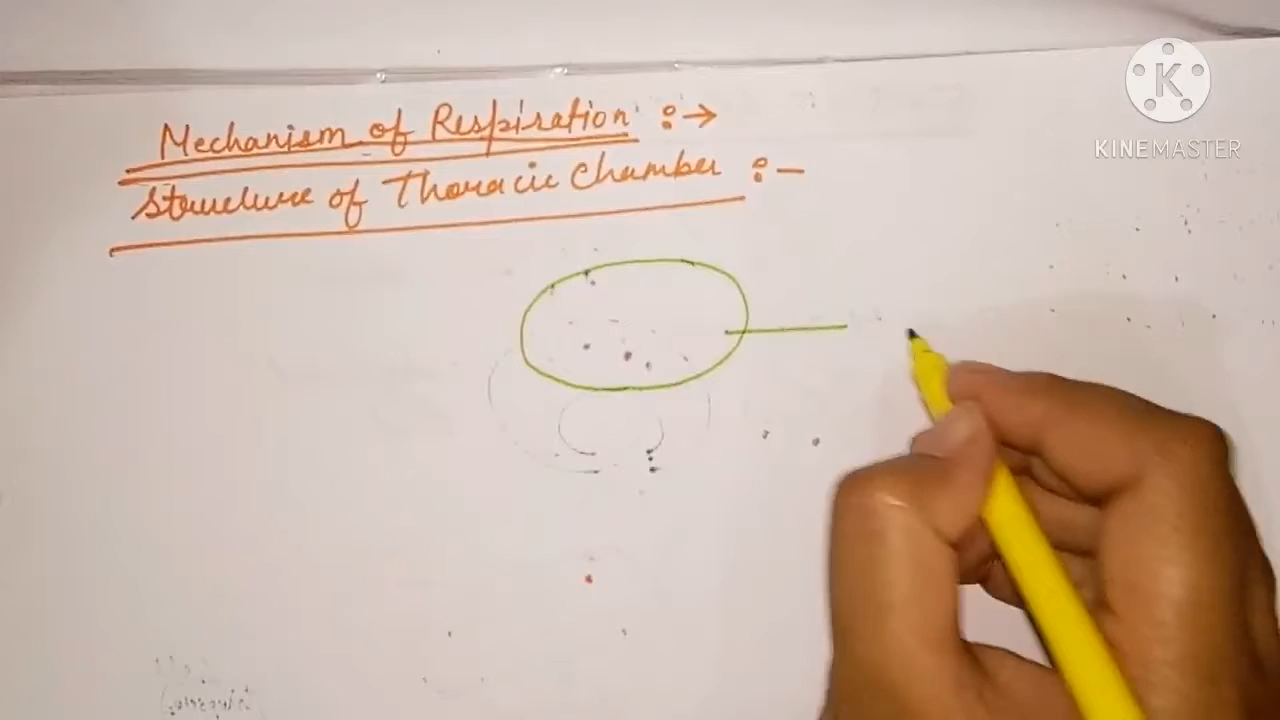 Mechanism of Respiration :→
Structure of Thoracic Chamber :-
K
KINEMASTER